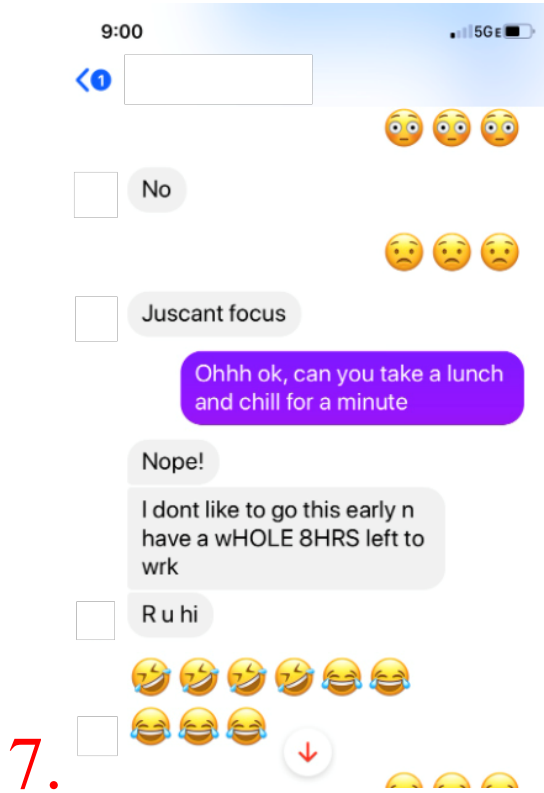 9:00
5GE
1
😳 😳 😳
No
😟 😟 😟
Juscant focus
Ohhh ok, can you take a lunch
and chill for a minute
Nope!
I dont like to go this early n
have a wHOLE 8HRS left to
wrk
R u hi
🤣 🤣 🤣 🤣 😂 😂
😂 😂 😂
7.
😂 😂 😂